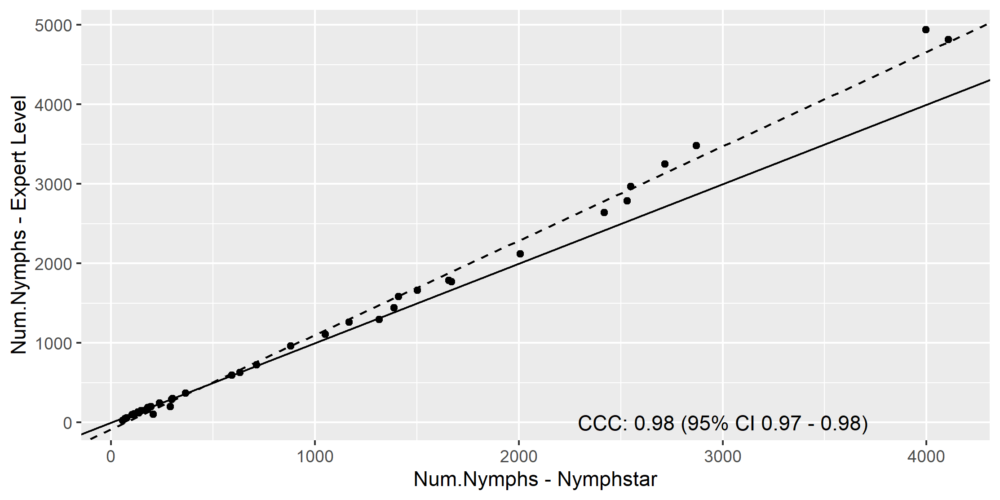 Num.Nymphs - Expert Level
5000
4000
3000
2000
1000
0
CCC: 0.98 (95% CI 0.97 - 0.98)
0 1000 2000 3000 4000
Num.Nymphs - Nymphstar